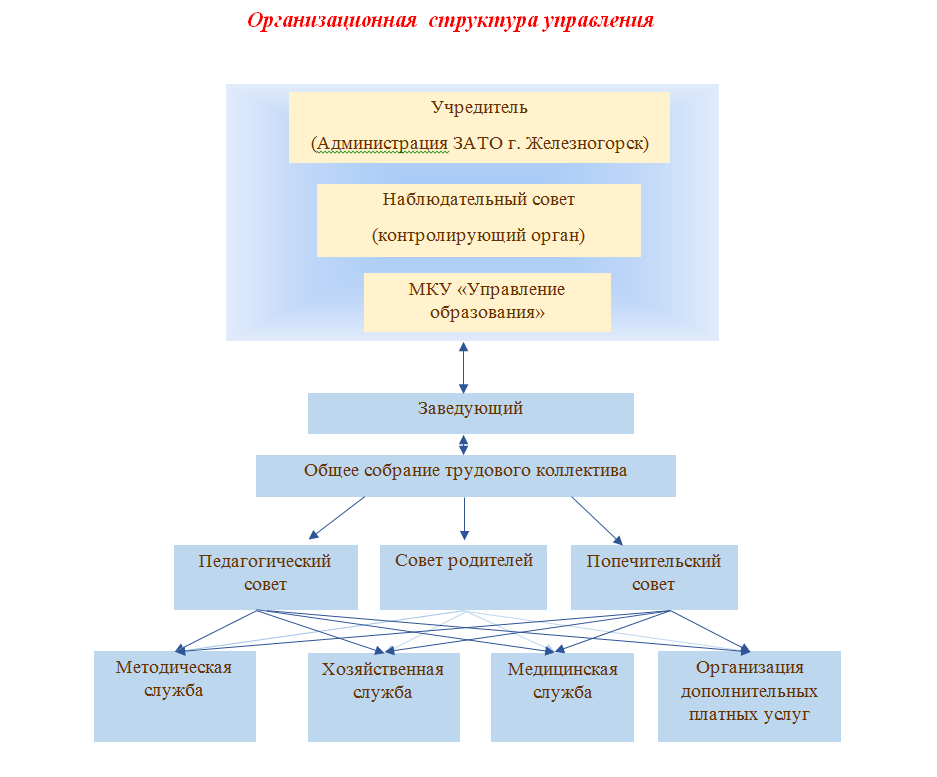 Организационная структура управления
Учредитель
(Администрация ЗАТО г. Железногорск)
Наблюдательный совет
(контролирующий орган)
МКУ «Управление
образования»
Заведующий
Общее собрание трудового коллектива
Педагогический
совет
Совет родителей
Попечительский
совет
Методическая
служба
Хозяйственная
служба
Медицинская
служба
Организация
дополнительных
платных услуг